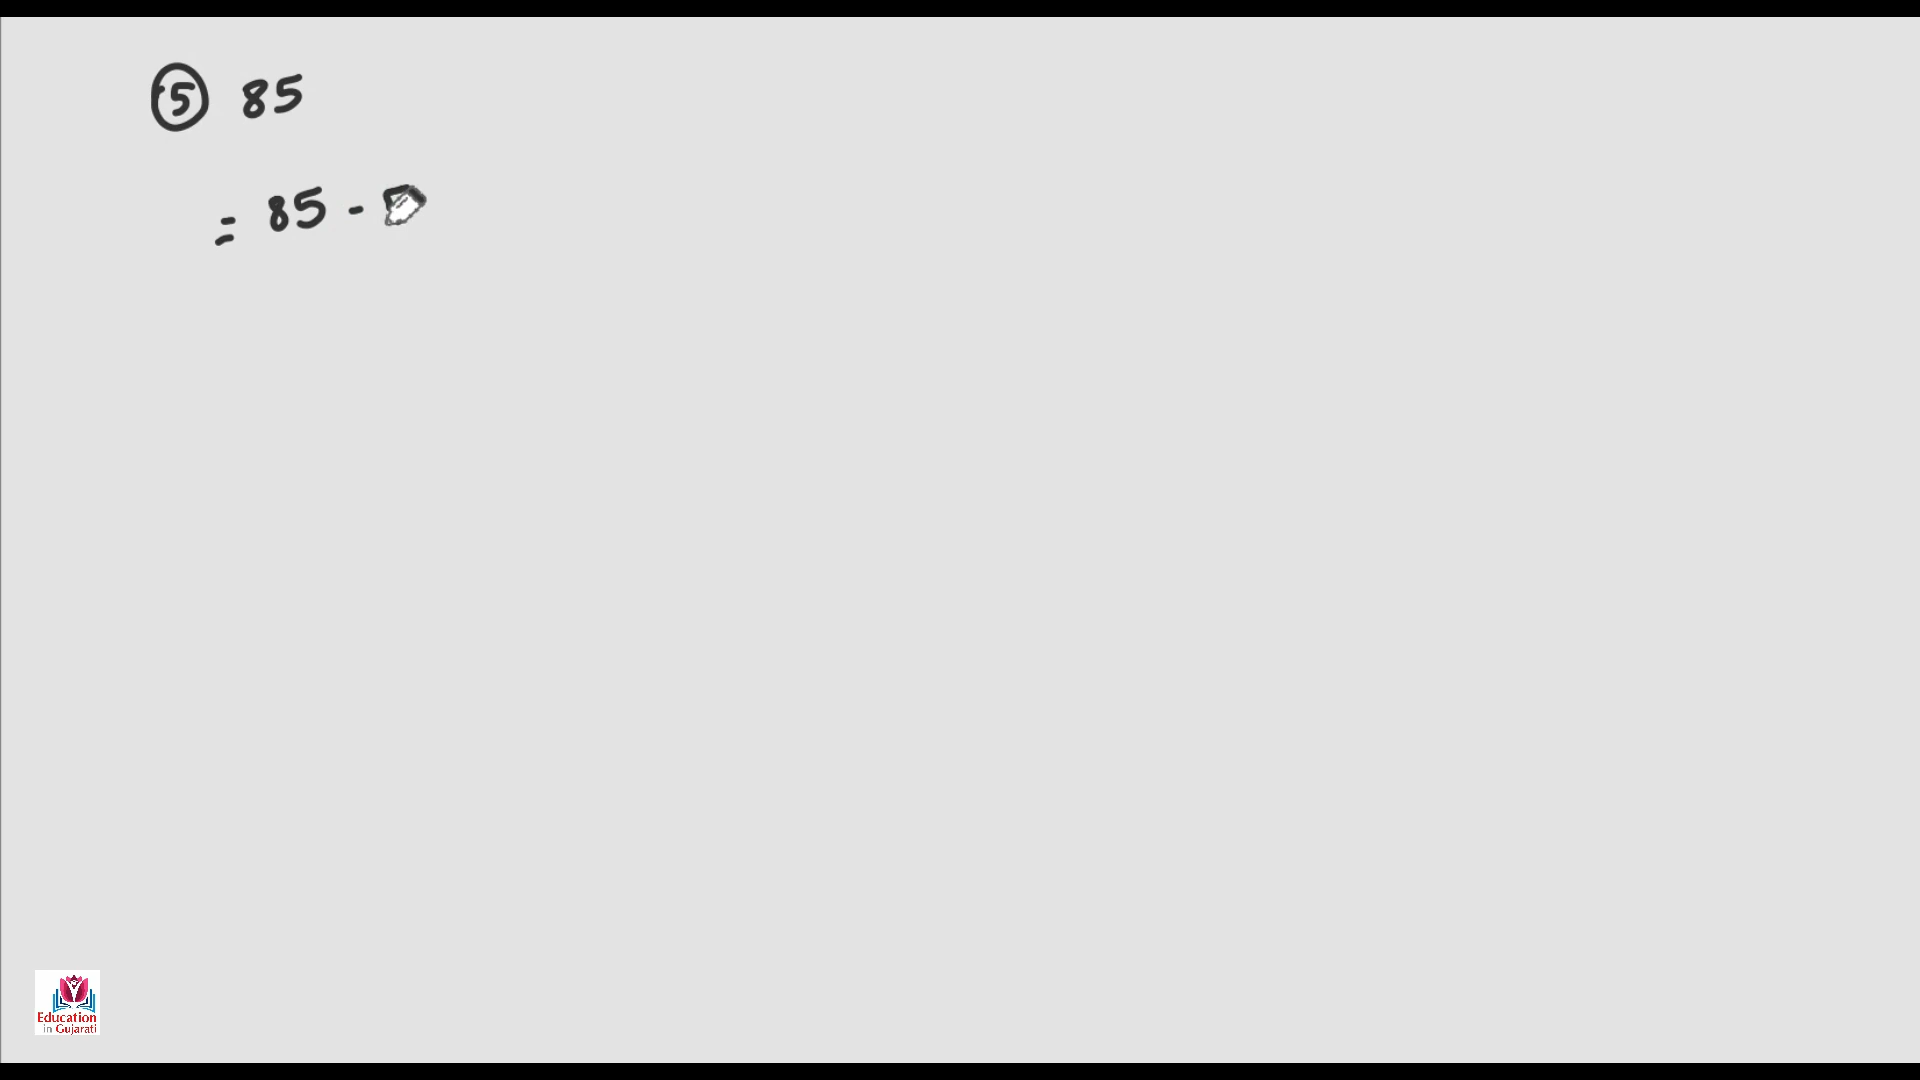 ⑤ 85
= 85 -
Education
in Gujarati